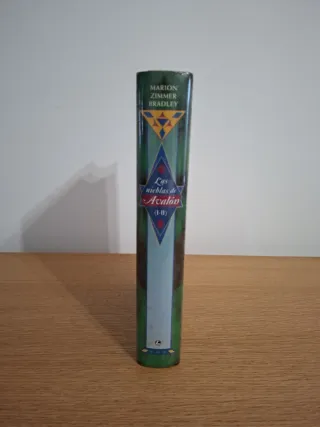 MARION
ZIMMER
BRADLEY
Las
nieblas de
Avalón
(I-II)